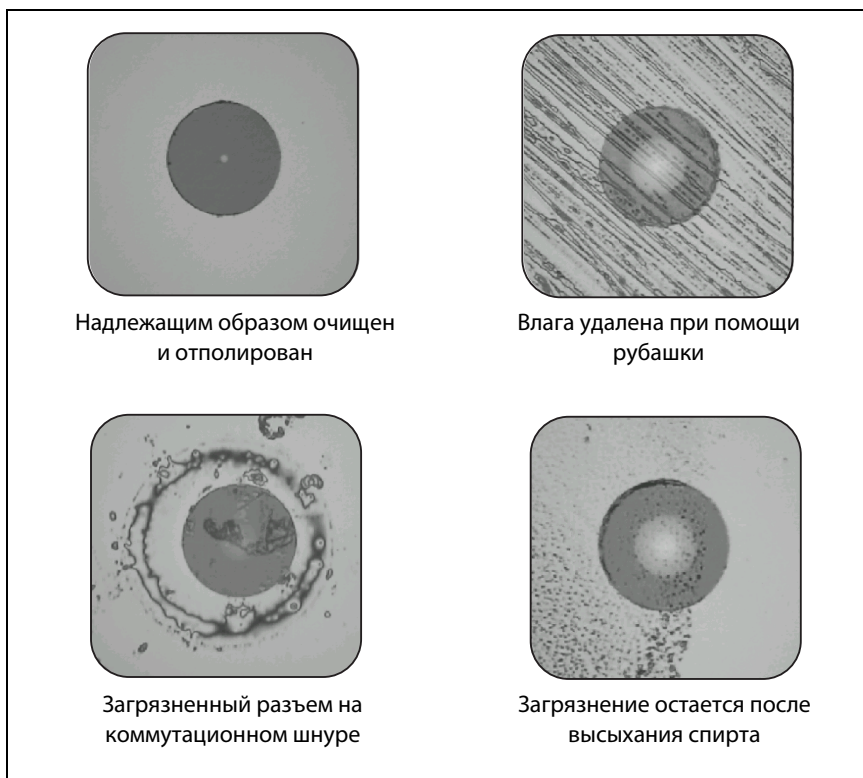 Надлежащим образом очищен
и отполирован
Влага удалена при помощи
рубашки
Загрязненный разъем на
коммутационном шнуре
Загрязнение остается после
высыхания спирта